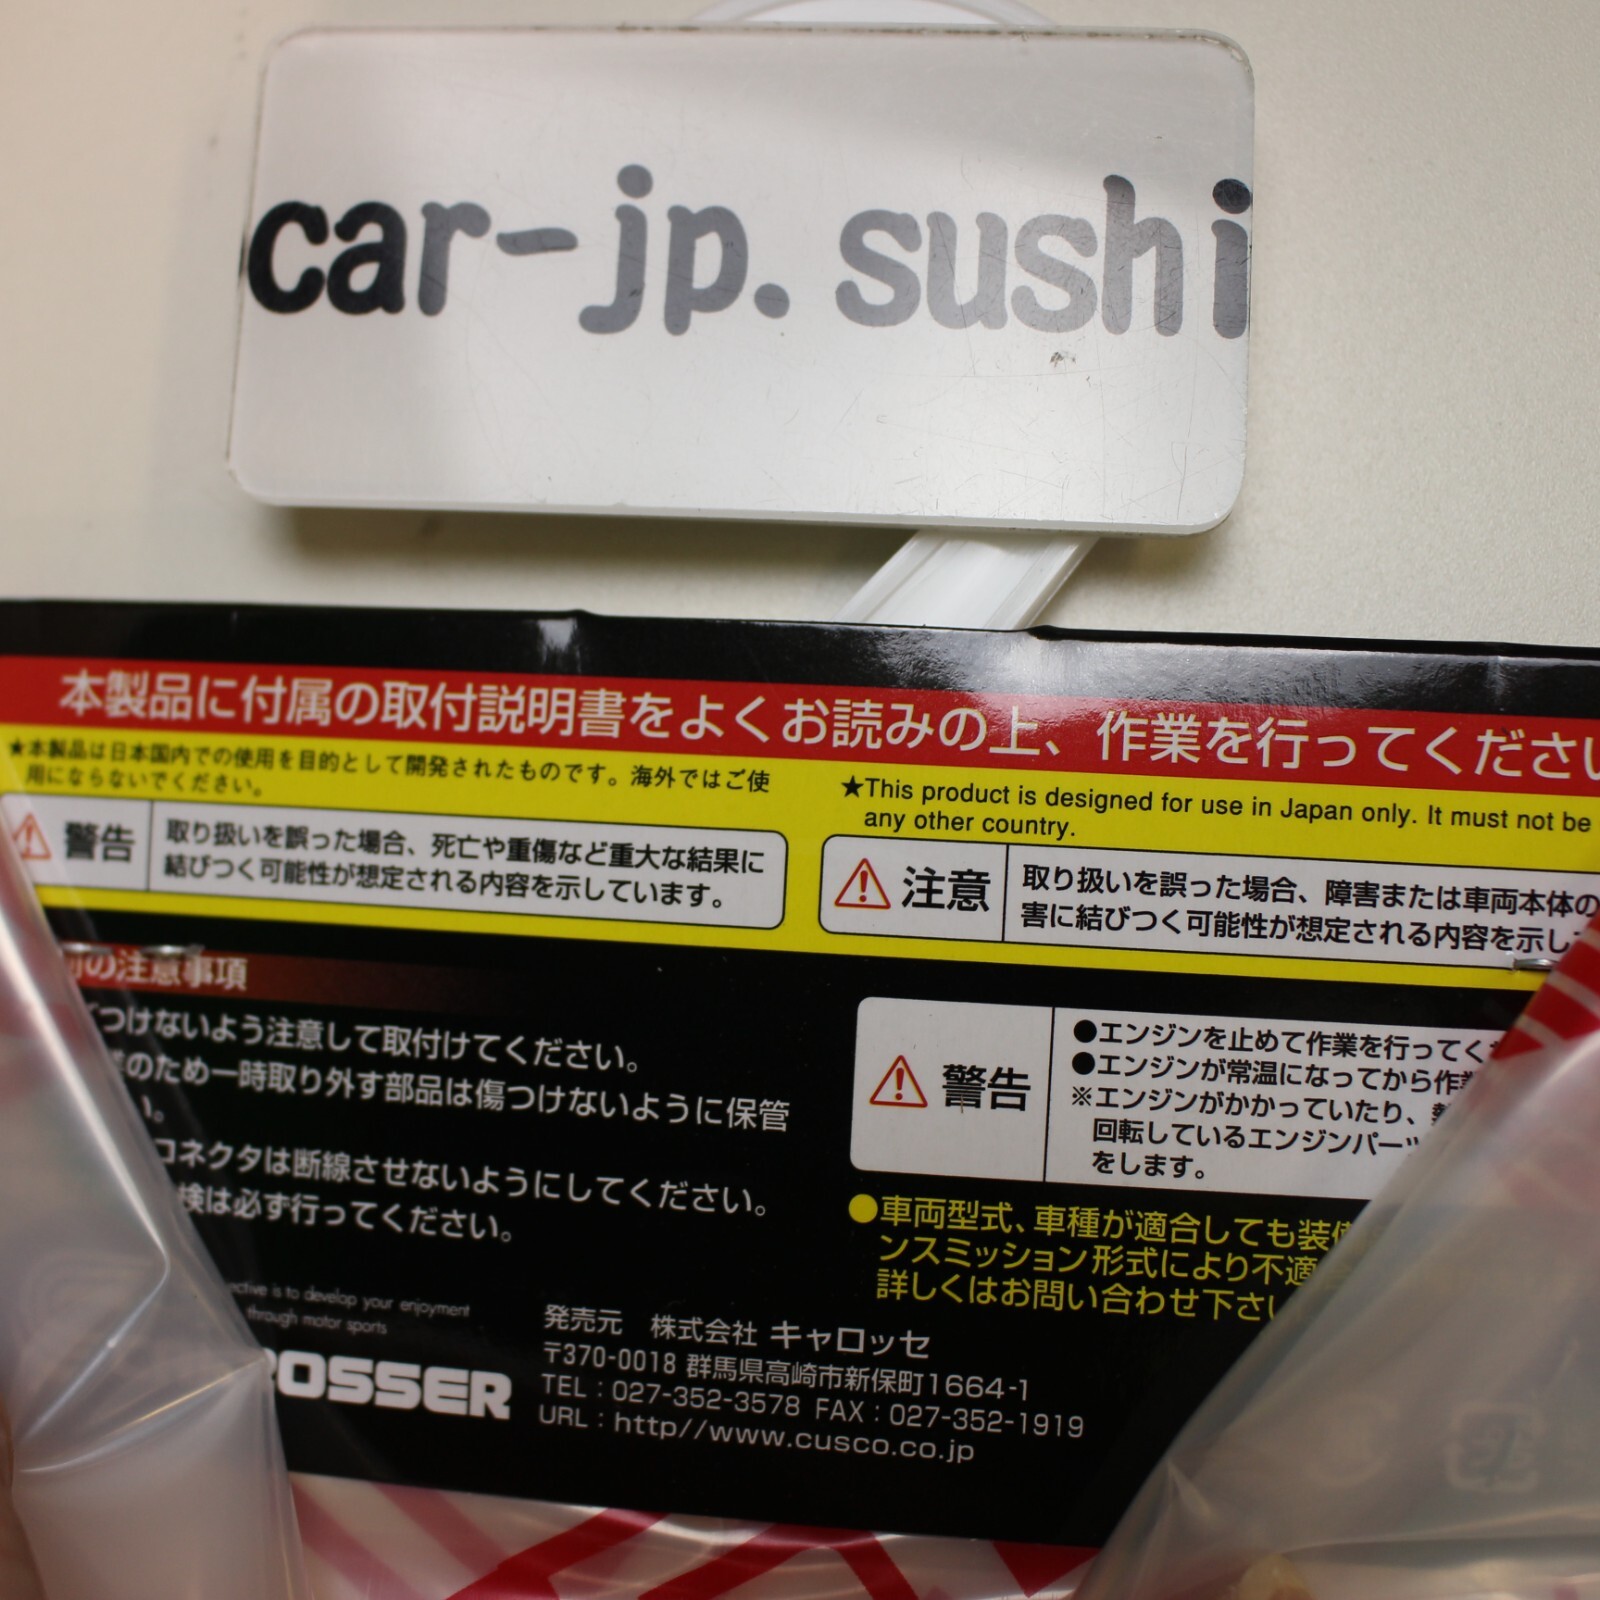 car-jp.sushi
本製品に付属の取付説明書をよくお読みの上、作業を行ってください
★本製品は日本国内での使用を目的として開発されたものです。海外ではご使
用にならないでください。
警告
取り扱いを誤った場合、死亡や重傷など重大な結果に
結びつく可能性が想定される内容を示しています。
★This product is designed for use in Japan only. It must not be
any other country.
注意
取り扱いを誤った場合、障害または車両本体の
害に結びつく可能性が想定される内容を示し
の注意事項
つけないよう注意して取付けてください。
のため一時取り外す部品は傷つけないように保管
い。
コネクタは断線させないようにしてください。
検は必ず行ってください。
警告
●エンジンを止めて作業を行ってく
●エンジンが常温になってから作業
※エンジンがかかっていたり、
回転しているエンジンパーツ
をします。
●車両型式、車種が適合しても装備
ンスミッション形式により不適
詳しくはお問い合わせ下さい
is to develop your enjoyment
through motor sports
ROSSER
発売元 株式会社 キャロッセ
〒370-0018 群馬県高崎市新保町1664-1
TEL：027-352-3578 FAX：027-352-1919
URL：http//www.cusco.co.jp